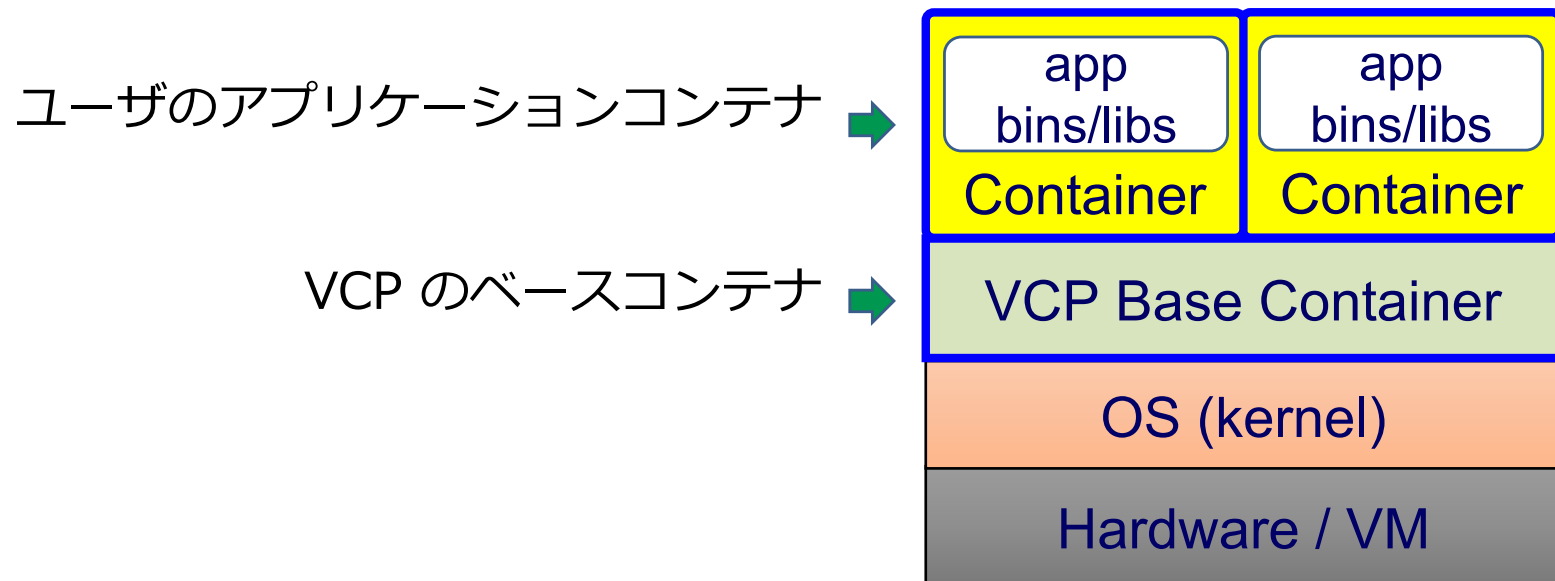 ユーザのアプリケーションコンテナ
app
bins/libs
Container
app
bins/libs
Container
VCP のベースコンテナ
VCP Base Container
OS (kernel)
Hardware / VM